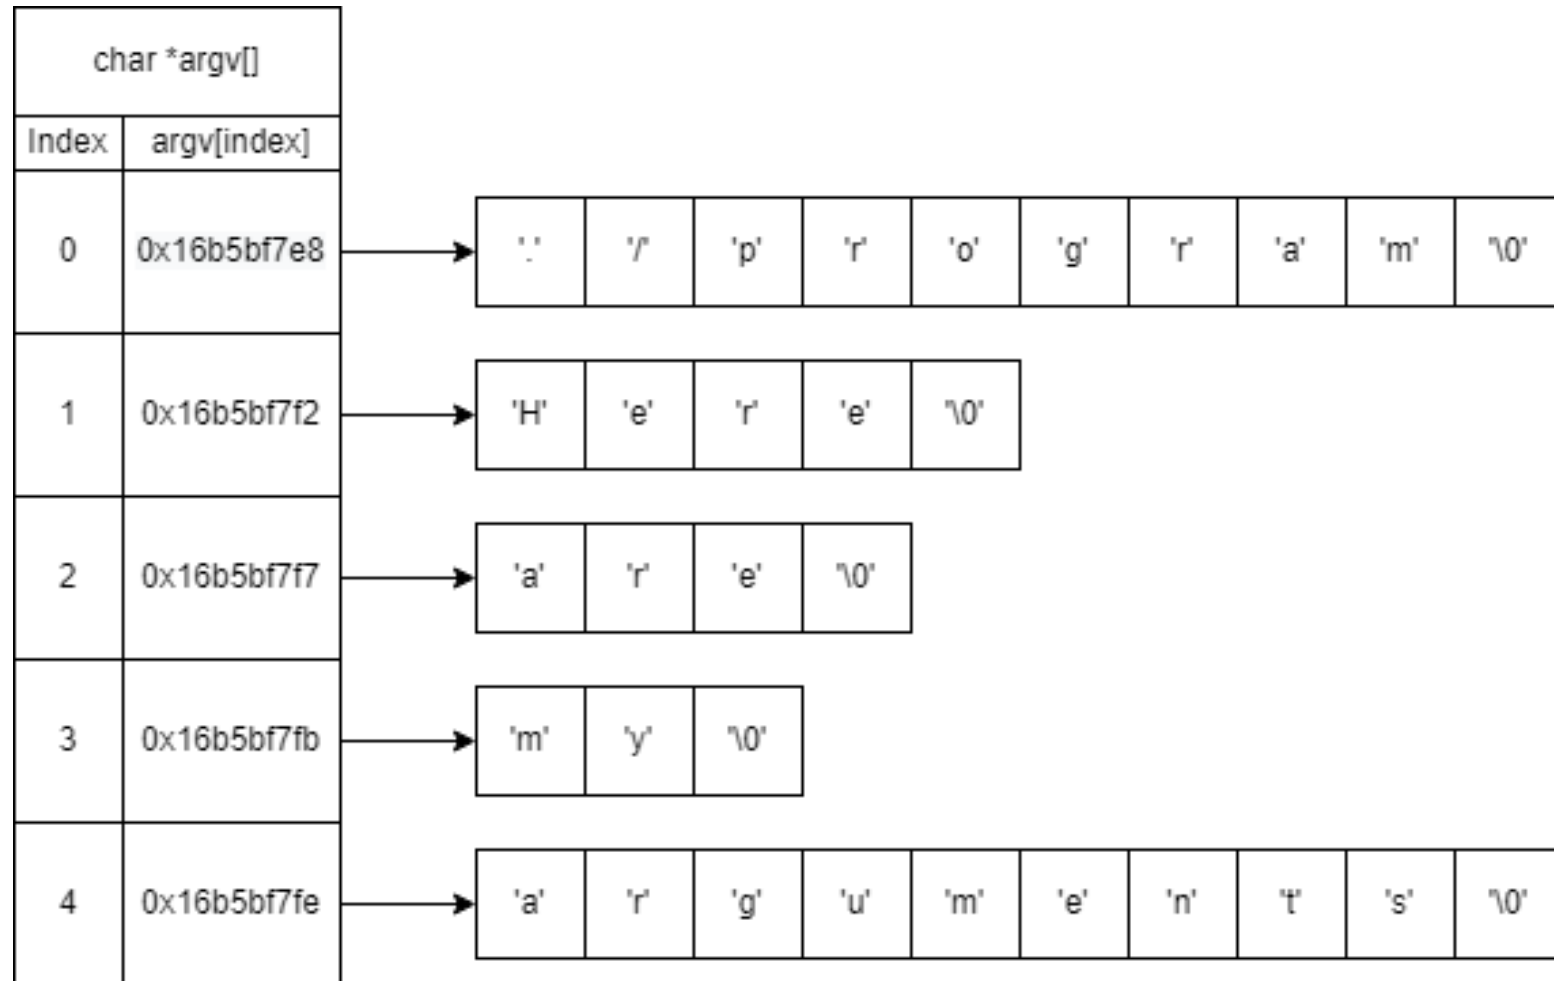 char *argv[]
Index argv[index]
0 0x16b5bf7e8 '.' '/' 'p' 'r' 'o' 'g' 'r' 'a' 'm' '\0'
1 0x16b5bf7f2 'H' 'e' 'r' 'e' '\0'
2 0x16b5bf7f7 'a' 'r' 'e' '\0'
3 0x16b5bf7fb 'm' 'y' '\0'
4 0x16b5bf7fe 'a' 'r' 'g' 'u' 'm' 'e' 'n' 't' 's' '\0'